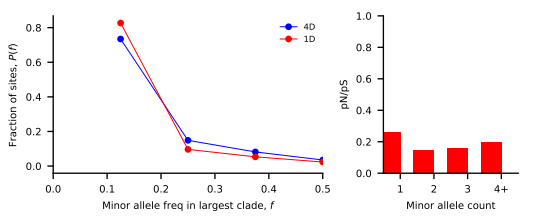 Fraction of sites, P(f)
0.8
0.6
0.4
0.2
0.0
0.0 0.1 0.2 0.3 0.4 0.5
Minor allele freq in largest clade, f
4D
1D
pN/pS
1.0
0.8
0.6
0.4
0.2
0.0
1 2 3 4+
Minor allele count